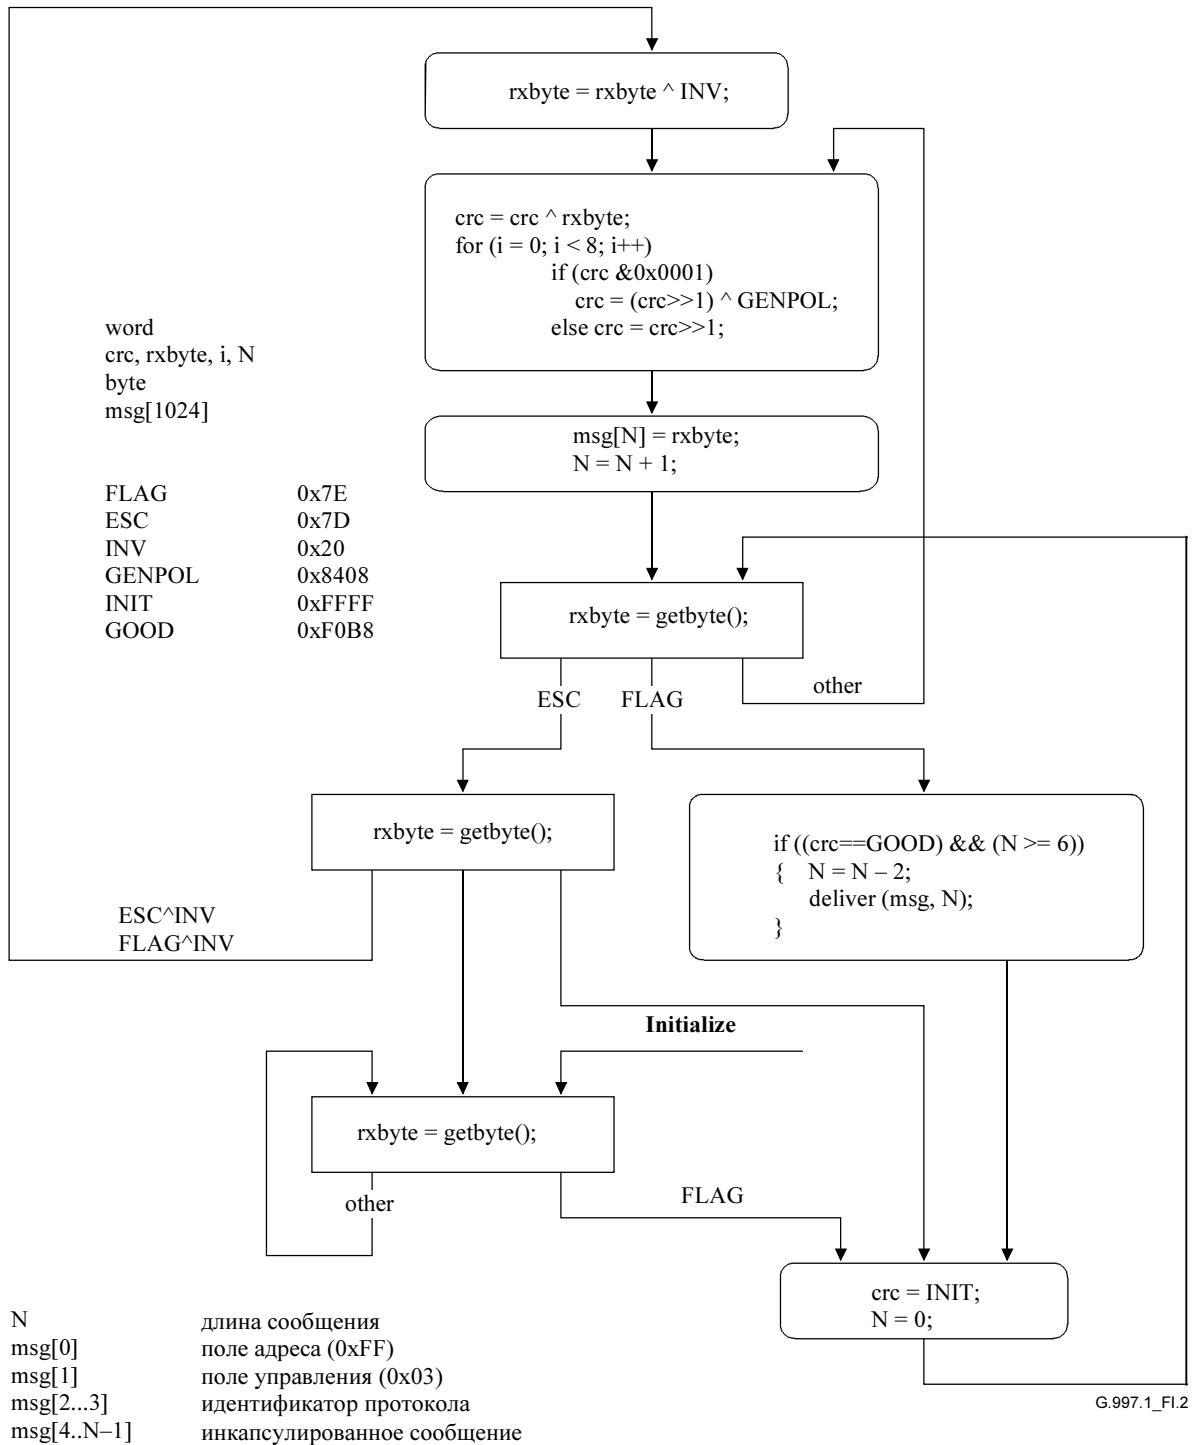 rxbyte = rxbyte ^ INV;
crc = crc ^ rxbyte;
for (i = 0; i < 8; i++)
if (crc &0x0001)
crc = (crc>>1) ^ GENPOL;
else crc = crc>>1;
word
crc, rxbyte, i, N
byte
msg[1024]
msg[N] = rxbyte;
N = N + 1;
FLAG 0x7E
ESC 0x7D
INV 0x20
GENPOL 0x8408
INIT 0xFFFF
GOOD 0xF0B8
rxbyte = getbyte();
ESC FLAG other
rxbyte = getbyte();
if ((crc==GOOD) && (N >= 6))
{ N = N – 2;
deliver (msg, N);
}
ESC^INV
FLAG^INV
Initialize
rxbyte = getbyte();
other
FLAG
crc = INIT;
N = 0;
N длина сообщения
msg[0] поле адреса (0xFF)
msg[1] поле управления (0x03)
msg[2...3] идентификатор протокола
msg[4..N–1] инкапсулированное сообщение
G.997.1_FI.2